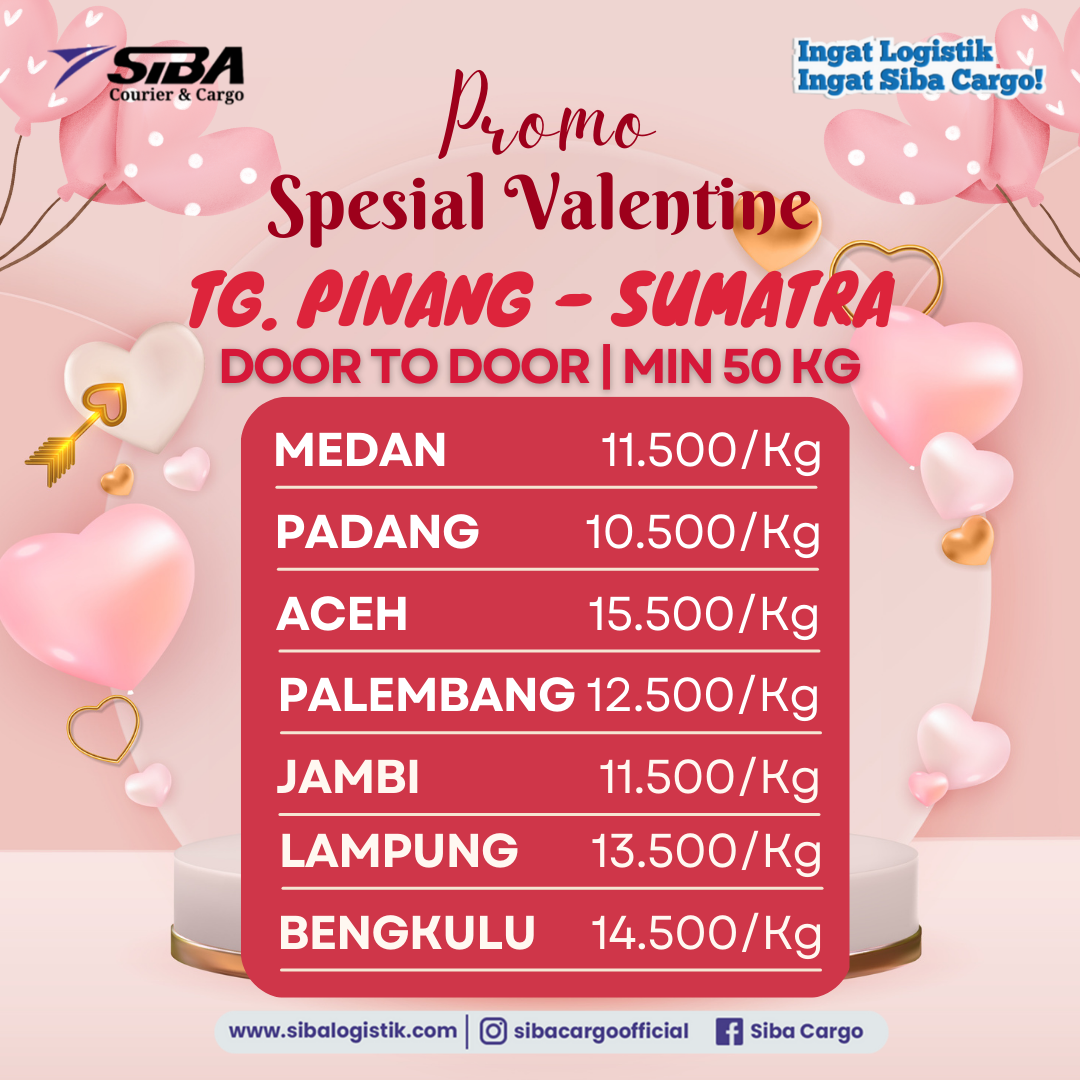 SiBA
Courier & Cargo
Ingat Logistik
Ingat Siba Cargo!
Promo
Spesial Valentine
TG. PINANG - SUMATRA
DOOR TO DOOR | MIN 50 KG
MEDAN 11.500/Kg
PADANG 10.500/Kg
ACEH 15.500/Kg
PALEMBANG 12.500/Kg
JAMBI 11.500/Kg
LAMPUNG 13.500/Kg
BENGKULU 14.500/Kg
www.sibalogistik.com | sibacargoofficial Siba Cargo